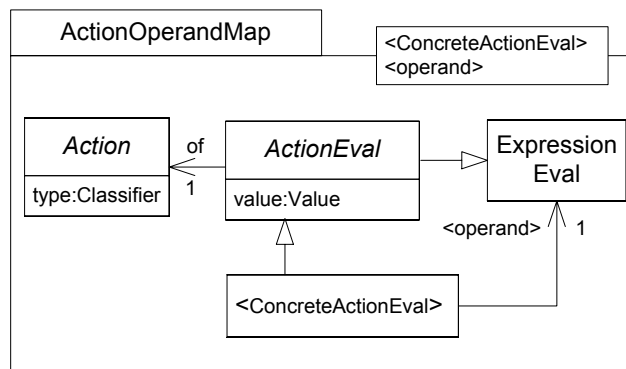 ActionOperandMap
<ConcreteActionEval>
<operand>
Action
type:Classifier
of
1
ActionEval
value:Value
Expression
Eval
<operand>
1
<ConcreteActionEval>